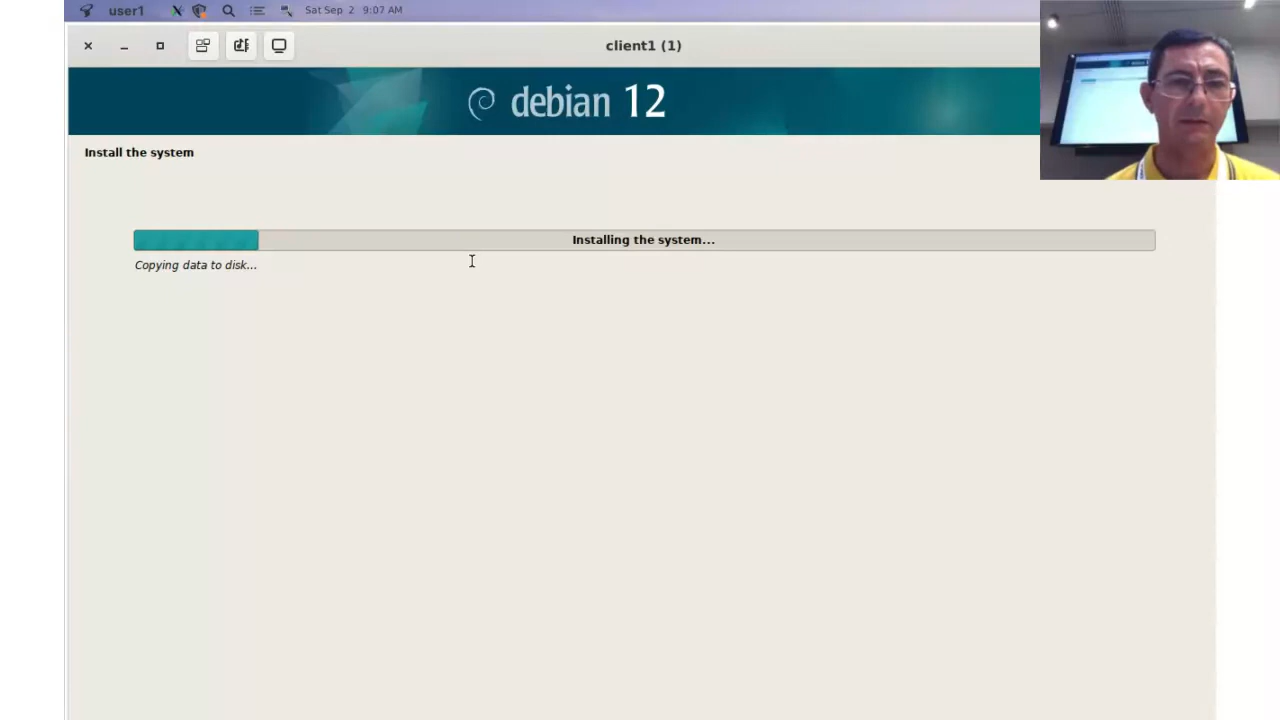 user1 Sat Sep 2 9:07 AM
client1 (1)
debian 12
Install the system
Installing the system...
Copying data to disk...